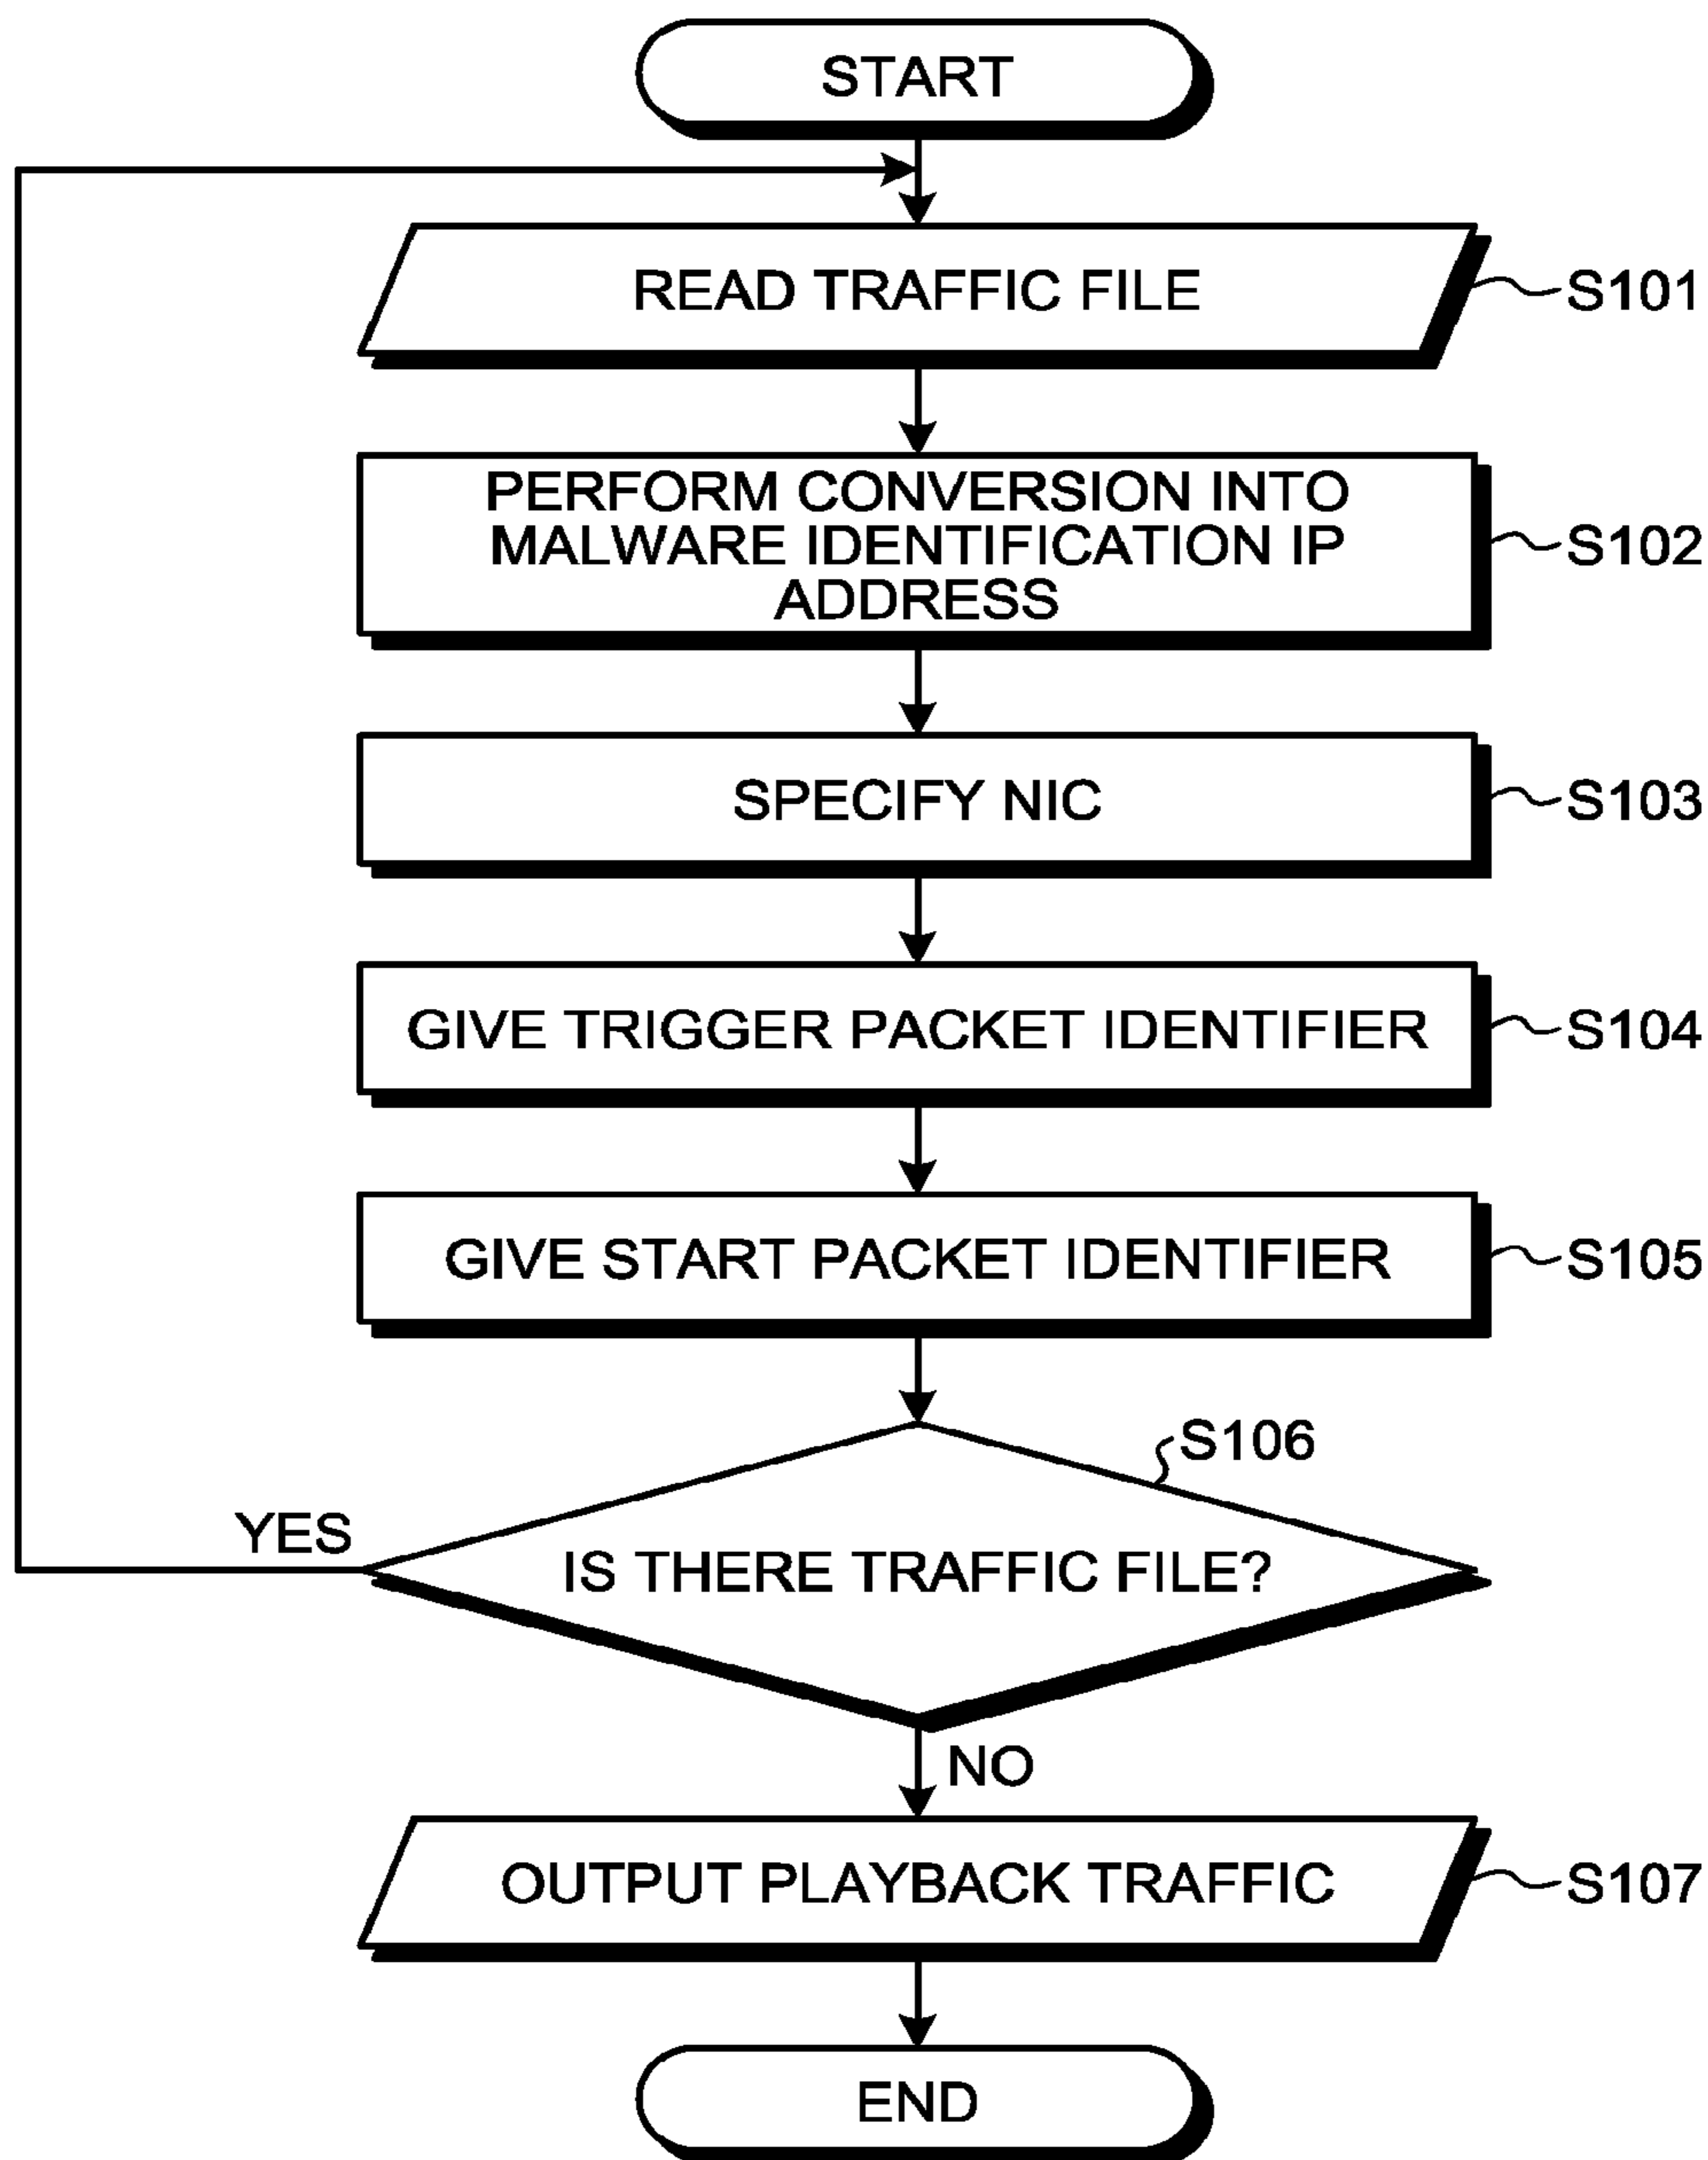 START
READ TRAFFIC FILE
S101
PERFORM CONVERSION INTO
MALWARE IDENTIFICATION IP
ADDRESS
S102
SPECIFY NIC
S103
GIVE TRIGGER PACKET IDENTIFIER
S104
GIVE START PACKET IDENTIFIER
S105
S106
YES
IS THERE TRAFFIC FILE?
NO
OUTPUT PLAYBACK TRAFFIC
S107
END